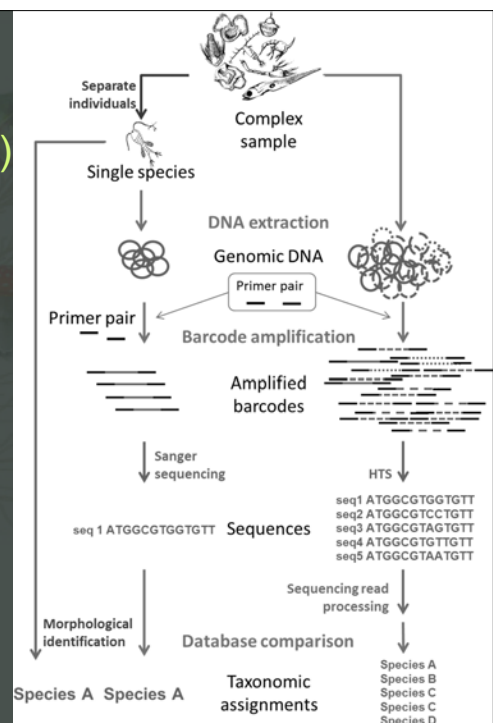 )
Separate
individuals
Complex
sample
Single species
DNA extraction
Genomic DNA
Primer pair
Primer pair
Barcode amplification
Amplified
barcodes
Sanger
sequencing
HTS
seq 1 ATGGCGTGGTGTT
Sequences
seq1 ATGGCGTGGTGTT
seq2 ATGGCGTCCTGTT
seq3 ATGGCGTAGTGTT
seq4 ATGGCGTGTTGTT
seq5 ATGGCGTAATGTT
Sequencing read
processing
Morphological
identification
Database comparison
Species A Species A
Taxonomic
assignments
Species A
Species B
Species C
Species C
Species D